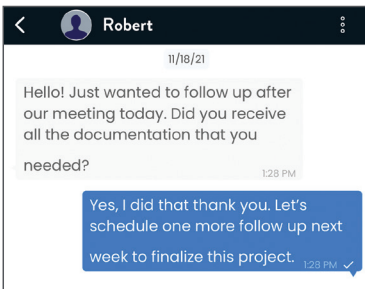 Robert
11/18/21
Hello! Just wanted to follow up after
our meeting today. Did you receive
all the documentation that you
needed?
1:28 PM
Yes, I did that thank you. Let's
schedule one more follow up next
week to finalize this project.
1:28 PM